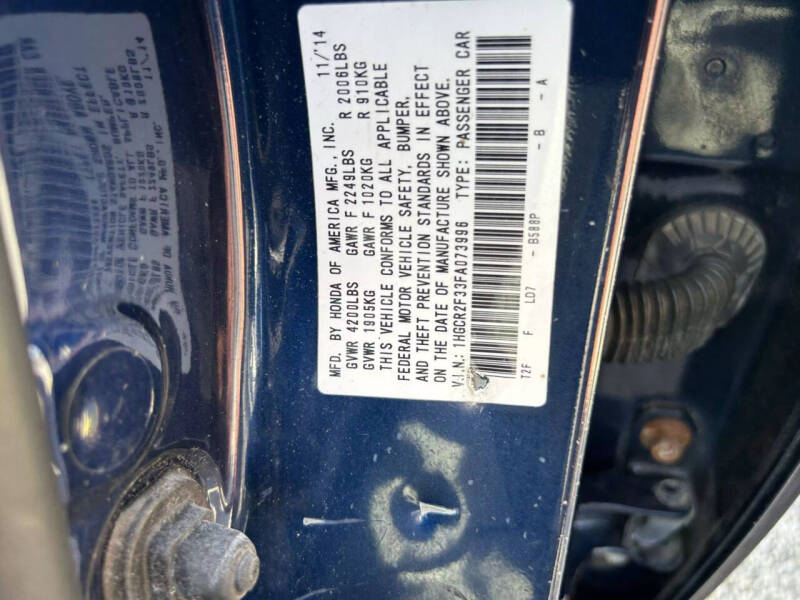 MFD. BY HONDA OF AMERICA MFG., INC. 11/'14
GVWR 4200LBS GAWR F 2249LBS R 2006LBS
GVWR 1905KG GAWR F 1020KG R 910KG
THIS VEHICLE CONFORMS TO ALL APPLICABLE
FEDERAL MOTOR VEHICLE SAFETY, BUMPER,
AND THEFT PREVENTION STANDARDS IN EFFECT
ON THE DATE OF MANUFACTURE SHOWN ABOVE.
V.I.N.: 1HGCR2F33FA073996 TYPE: PASSENGER CAR
T2F F LD7 - B588P - B - A